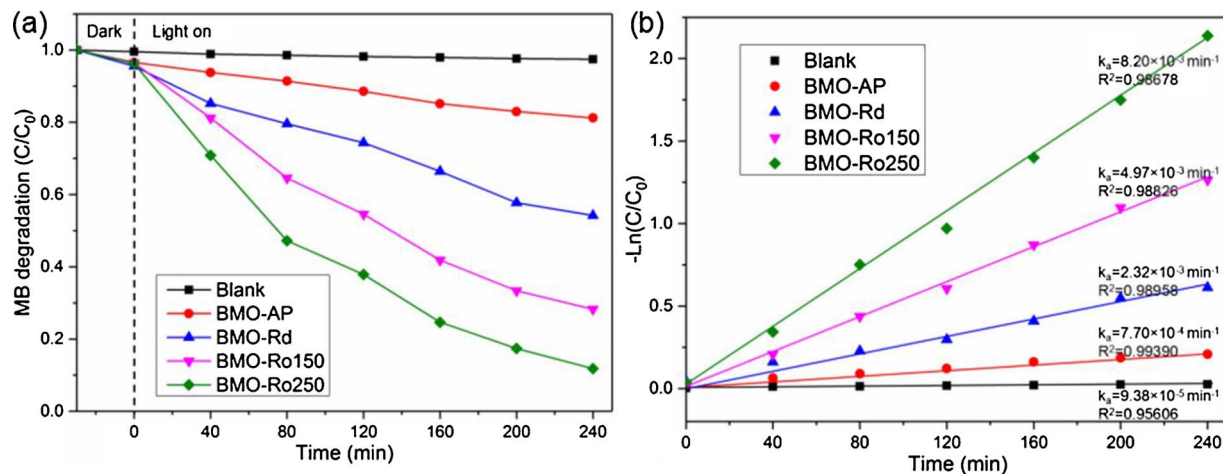 (a)
Dark
Light on
MB degradation (C/C₀)
1.0
0.8
0.6
0.4
0.2
0.0
Blank
BMO-AP
BMO-Rd
BMO-Ro150
BMO-Ro250
0
40
80
120
160
200
240
Time (min)
(b)
-Ln(C/C₀)
2.0
1.5
1.0
0.5
0.0
Blank
BMO-AP
BMO-Rd
BMO-Ro150
BMO-Ro250
kₐ=8.20×10⁻³ min⁻¹
R²=0.98678
kₐ=4.97×10⁻³ min⁻¹
R²=0.98826
kₐ=2.32×10⁻³ min⁻¹
R²=0.98958
kₐ=7.70×10⁻⁴ min⁻¹
R²=0.99390
kₐ=9.38×10⁻⁵ min⁻¹
R²=0.95606
0
40
80
120
160
200
240
Time (min)